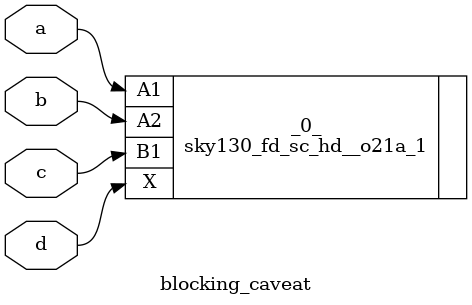 a
b
c
d
A1
A2
B1
X
_0_
sky130_fd_sc_hd__o21a_1
blocking_caveat